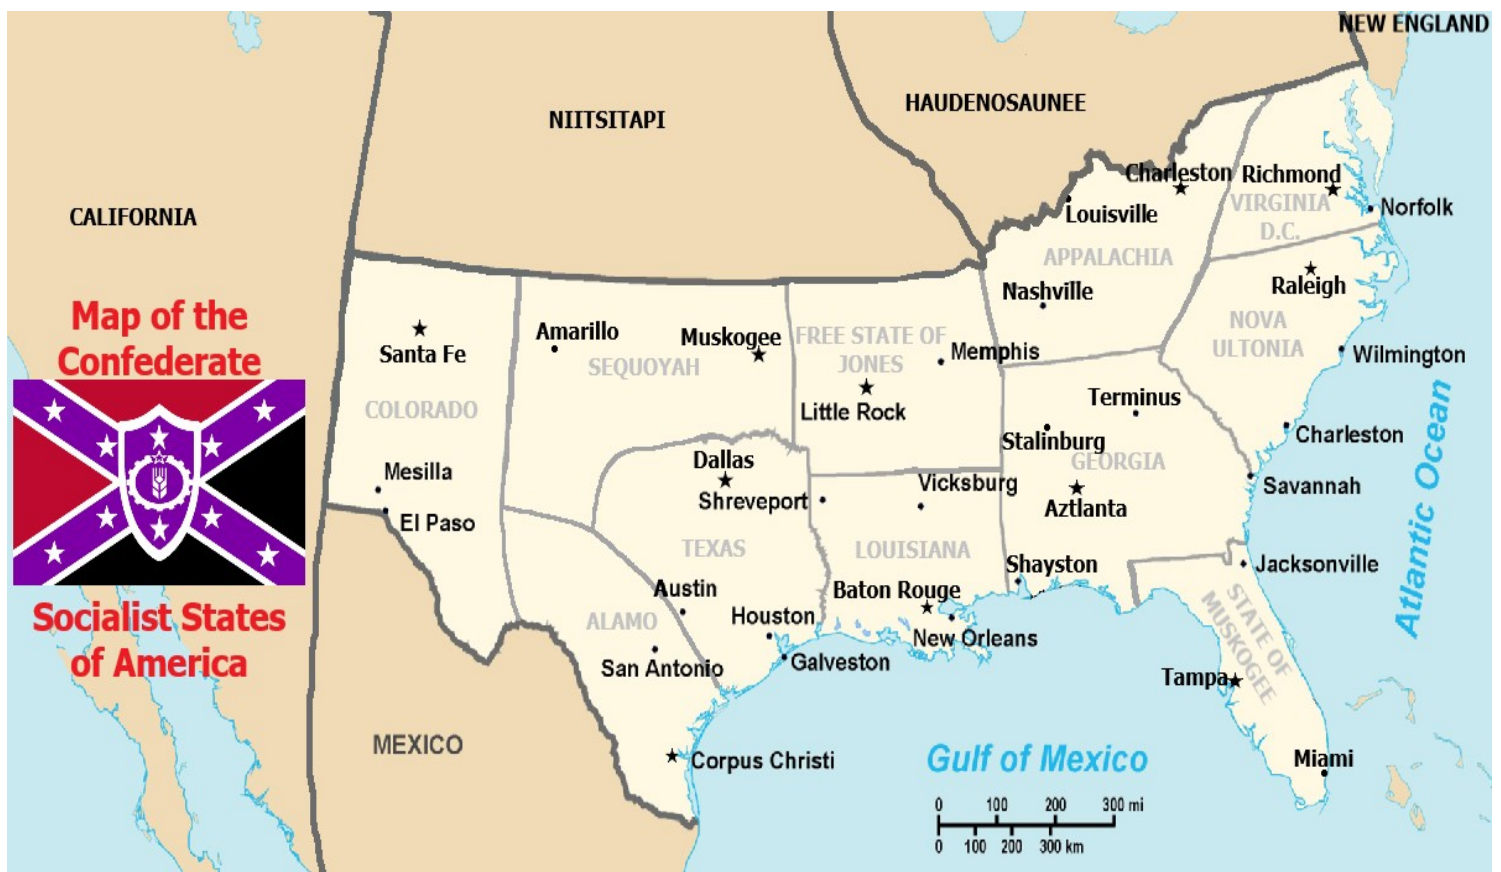 NEW ENGLAND
HAUDENOSAUNEE
NIITSITAPI
CALIFORNIA
Charleston
Richmond
Louisville
VIRGINIA
D.C.
Norfolk
APPALACHIA
Nashville
Raleigh
Map of the
Confederate
Santa Fe
Amarillo
Muskogee
SEQUOYAH
FREE STATE OF
JONES
Memphis
NOVA
ULTONIA
Wilmington
COLORADO
Little Rock
Terminus
Stalinburg
GEORGIA
Charleston
Mesilla
El Paso
Dallas
Shreveport
Vicksburg
Aztlanta
Savannah
TEXAS
LOUISIANA
Shayston
Jacksonville
Atlantic Ocean
Socialist States
of America
Austin
ALAMO
Houston
Baton Rouge
New Orleans
STATE OF
MUSKOGEE
San Antonio
Galveston
Tampa
MEXICO
Corpus Christi
Gulf of Mexico
Miami
0 100 200 300 mi
0 100 200 300 km